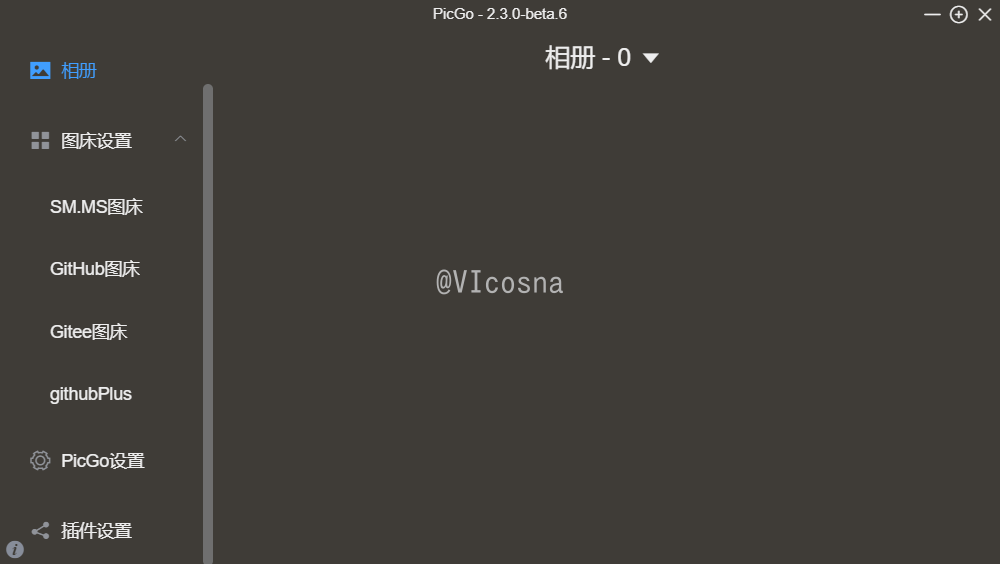 PicGo - 2.3.0-beta.6
相册 - 0
相册
图床设置
SM.MS图床
GitHub图床
Gitee图床
githubPlus
PicGo设置
插件设置
@VIcosna